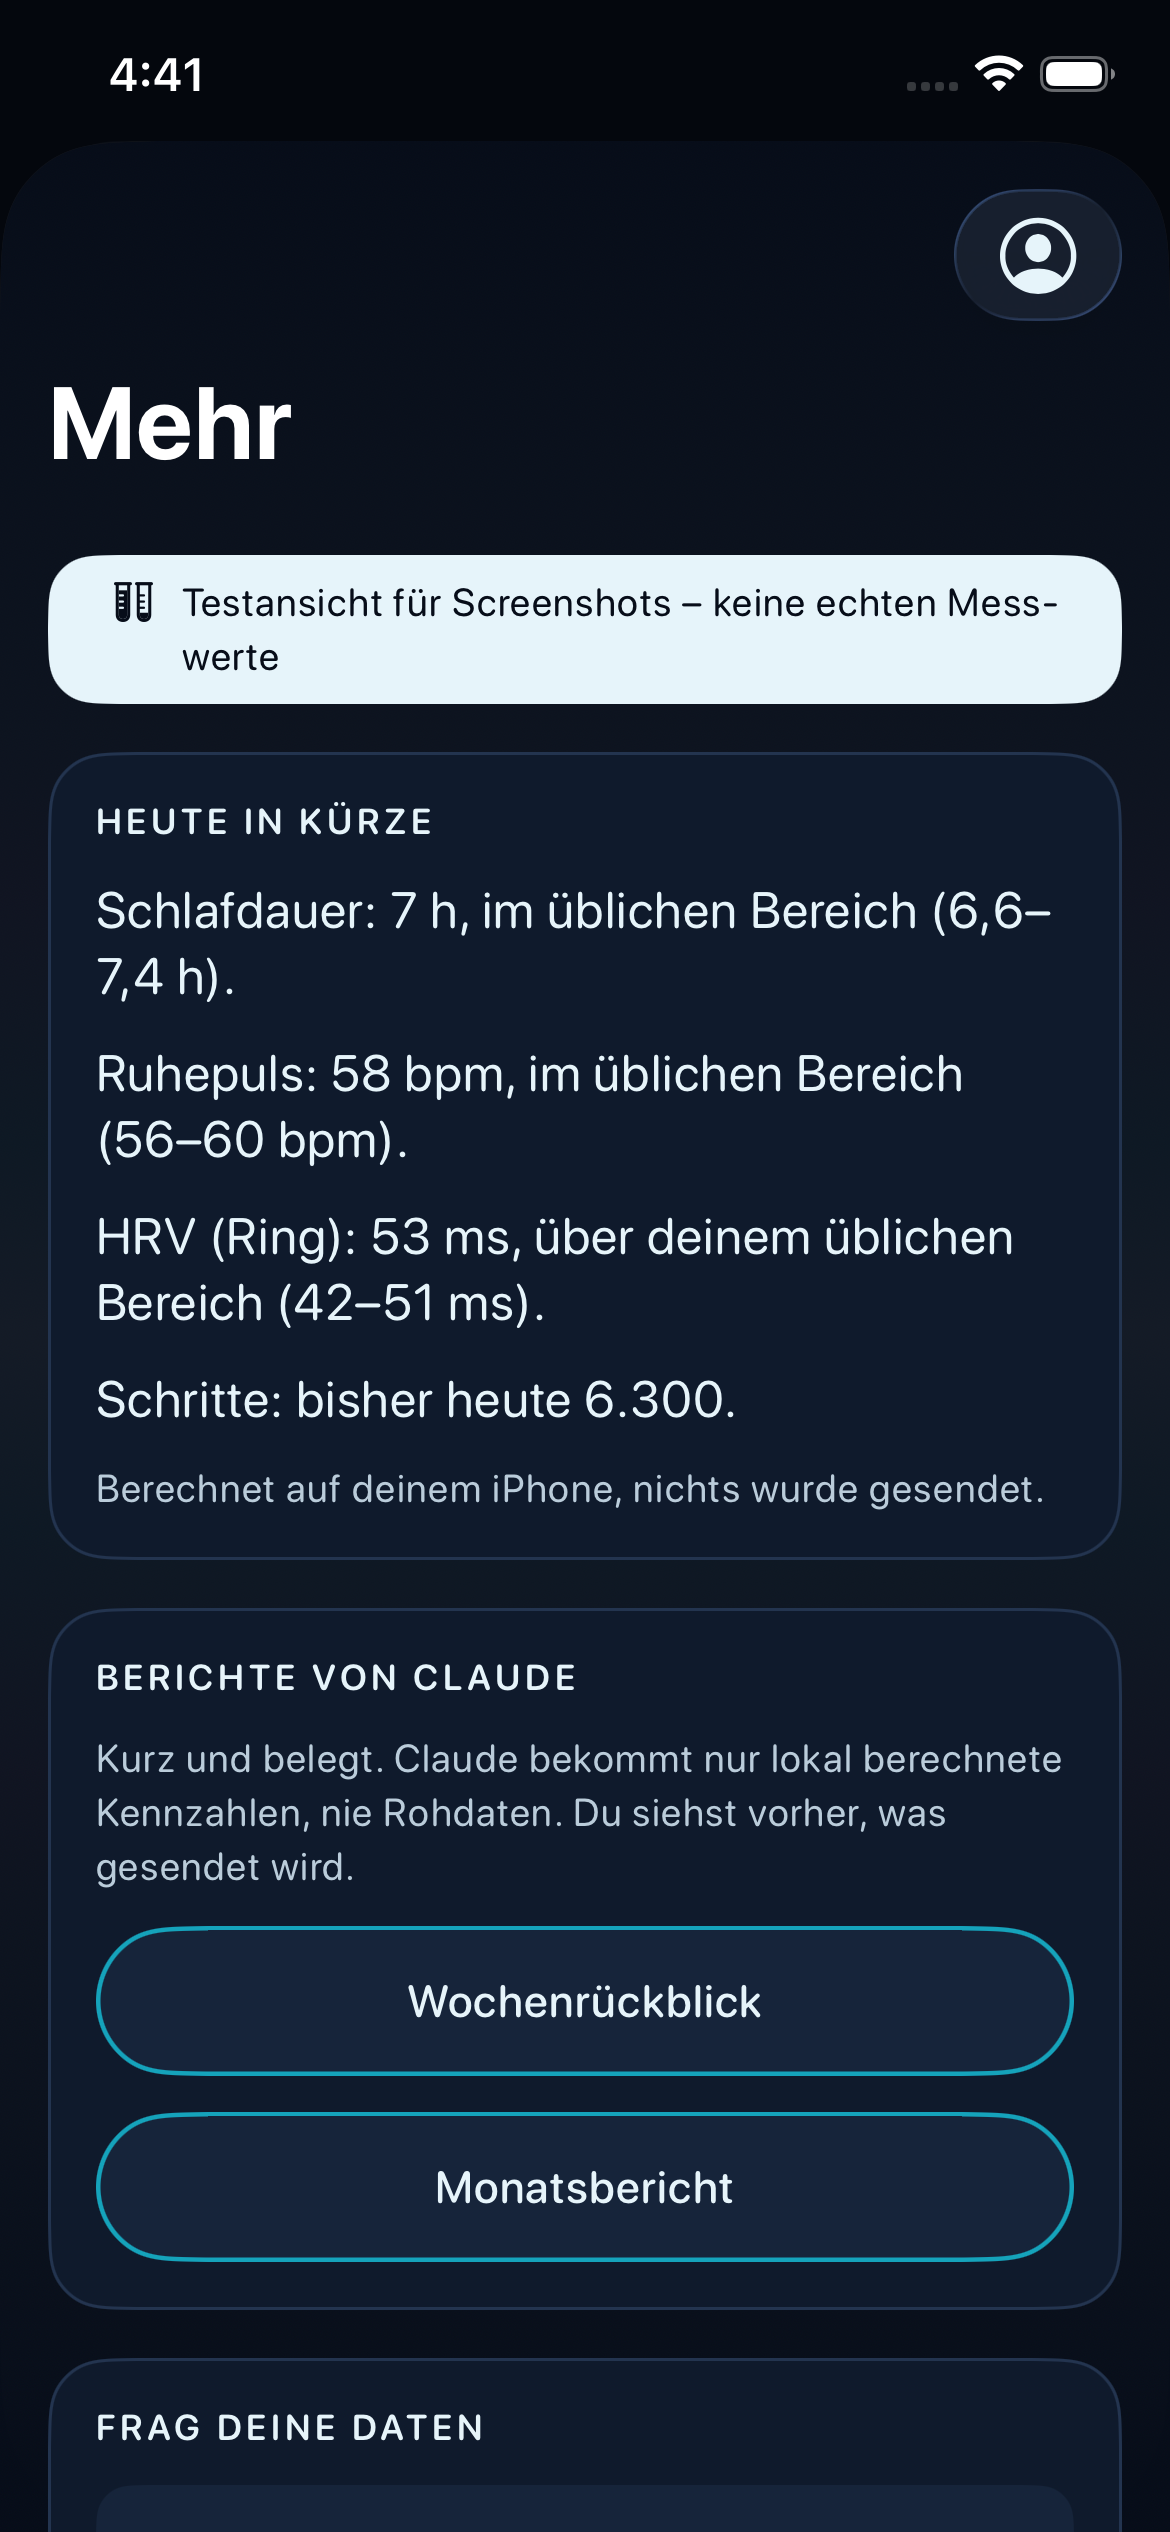 4:41
Mehr
Testansicht für Screenshots – keine echten Mess-
werte
HEUTE IN KÜRZE
Schlafdauer: 7 h, im üblichen Bereich (6,6–
7,4 h).
Ruhepuls: 58 bpm, im üblichen Bereich
(56–60 bpm).
HRV (Ring): 53 ms, über deinem üblichen
Bereich (42–51 ms).
Schritte: bisher heute 6.300.
Berechnet auf deinem iPhone, nichts wurde gesendet.
BERICHTE VON CLAUDE
Kurz und belegt. Claude bekommt nur lokal berechnete
Kennzahlen, nie Rohdaten. Du siehst vorher, was
gesendet wird.
Wochenrückblick
Monatsbericht
FRAG DEINE DATEN